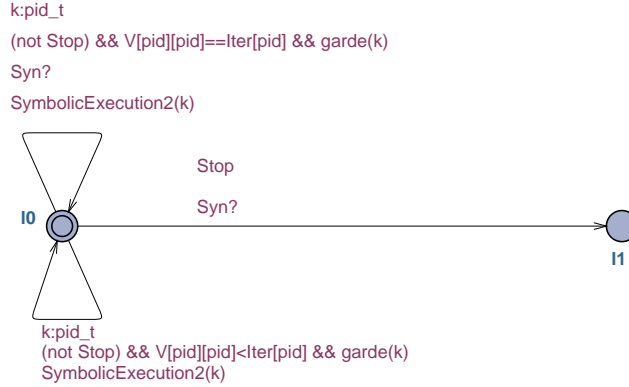 k:pid_t
(not Stop) && V[pid][pid]==Iter[pid] && garde(k)
Syn?
SymbolicExecution2(k)
Stop
Syn?
l0
l1
k:pid_t
(not Stop) && V[pid][pid]<Iter[pid] && garde(k)
SymbolicExecution2(k)